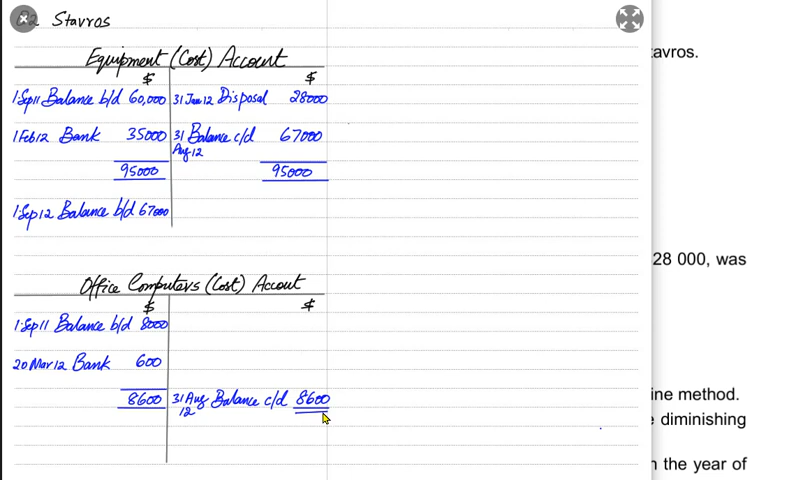 Q2 Stavros
Equipment (Cost) Account
$ $
1 Sep 11 Balance b/d 60,000 31 Jan 12 Disposal 28000
1 Feb 12 Bank 35000 31 Aug 12 Balance c/d 67000
95000 95000
1 Sep 12 Balance b/d 67000
Office Computers (Cost) Account
$ $
1 Sep 11 Balance b/d 8000
20 Mar 12 Bank 600
8600 31 Aug 12 Balance c/d 8600
tavros.
28 000, was
ine method.
e diminishing
n the year of